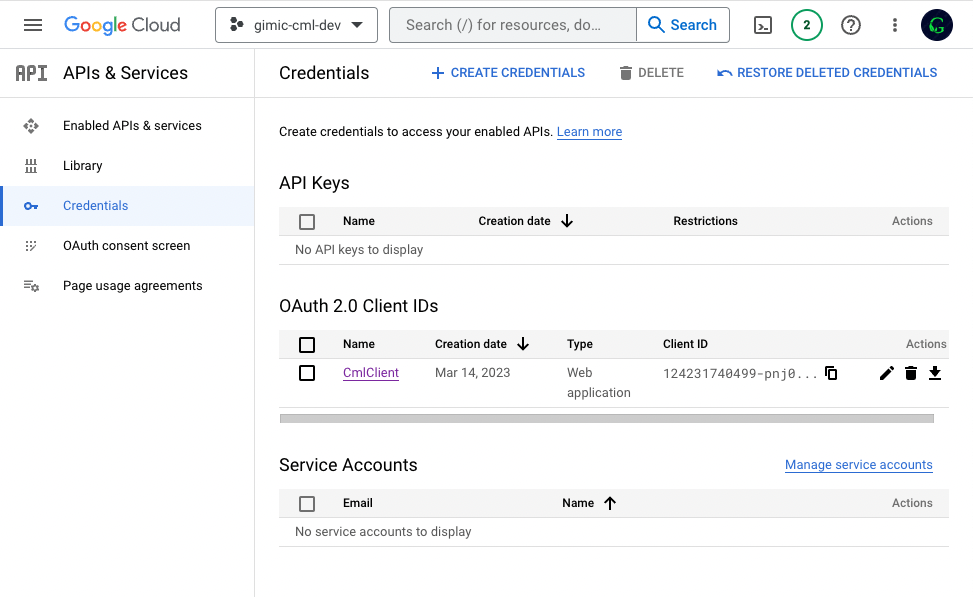 Google Cloud
gimic-cml-dev
Search (/) for resources, do...
Search
2
G
API APIs & Services
Credentials
CREATE CREDENTIALS
DELETE
RESTORE DELETED CREDENTIALS
Enabled APIs & services
Library
Credentials
OAuth consent screen
Page usage agreements
Create credentials to access your enabled APIs. Learn more
API Keys
Name Creation date Restrictions Actions
No API keys to display
OAuth 2.0 Client IDs
Name Creation date Type Client ID Actions
CmlClient Mar 14, 2023 Web 124231740499-pnj0...
application
Service Accounts Manage service accounts
Email Name Actions
No service accounts to display